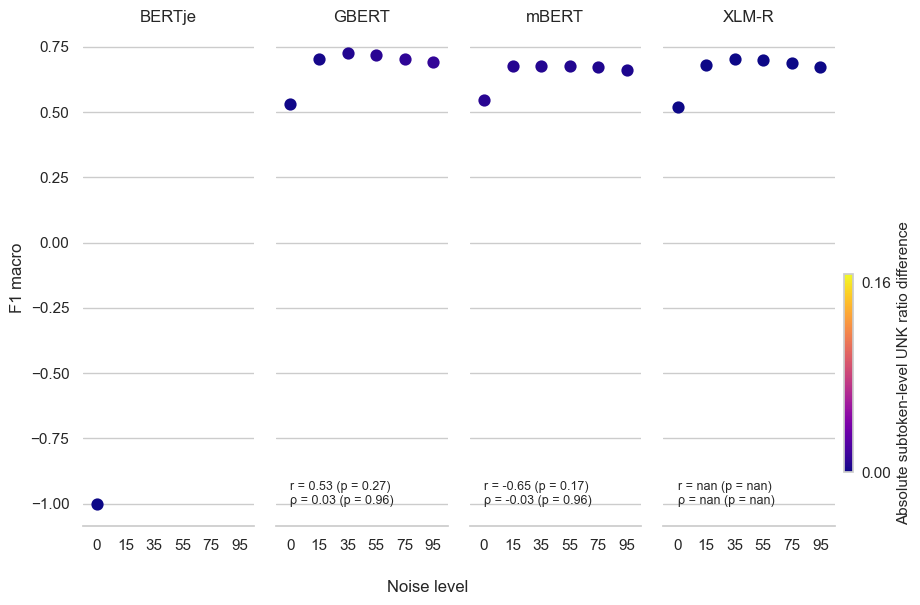 BERTje
GBERT
mBERT
XLM-R
0.75
0.50
0.25
0.00
−0.25
−0.50
−0.75
−1.00
F1 macro
r = 0.53 (p = 0.27)
ρ = 0.03 (p = 0.96)
r = -0.65 (p = 0.17)
ρ = -0.03 (p = 0.96)
r = nan (p = nan)
ρ = nan (p = nan)
0 15 35 55 75 95
0 15 35 55 75 95
0 15 35 55 75 95
0 15 35 55 75 95
Noise level
0.16
0.00
Absolute subtoken-level UNK ratio difference